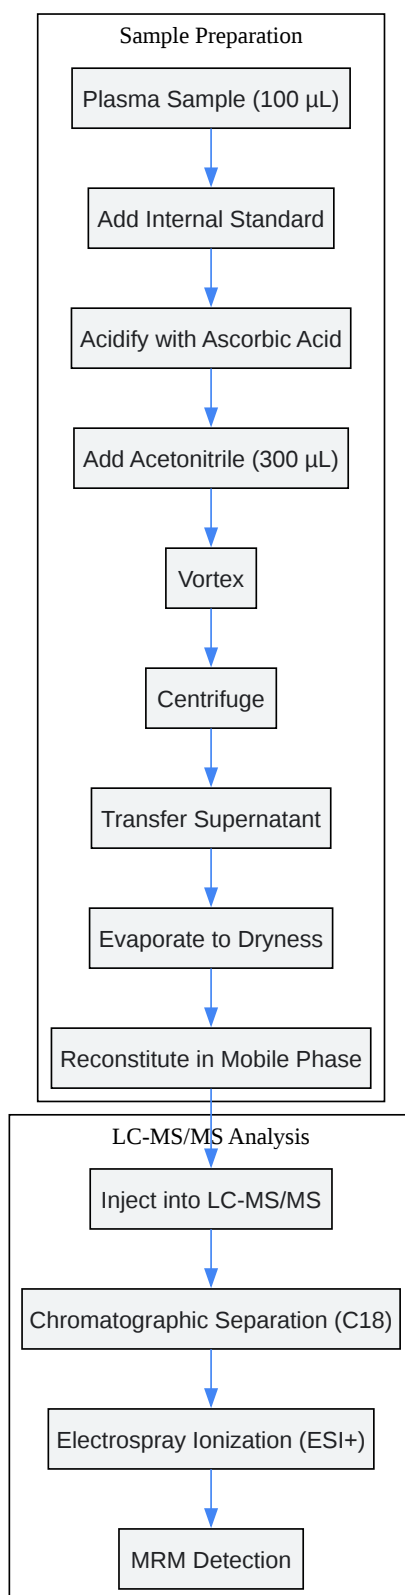 Sample Preparation
Plasma Sample (100 µL)
Add Internal Standard
Acidify with Ascorbic Acid
Add Acetonitrile (300 µL)
Vortex
Centrifuge
Transfer Supernatant
Evaporate to Dryness
Reconstitute in Mobile Phase
LC-MS/MS Analysis
Inject into LC-MS/MS
Chromatographic Separation (C18)
Electrospray Ionization (ESI+)
MRM Detection